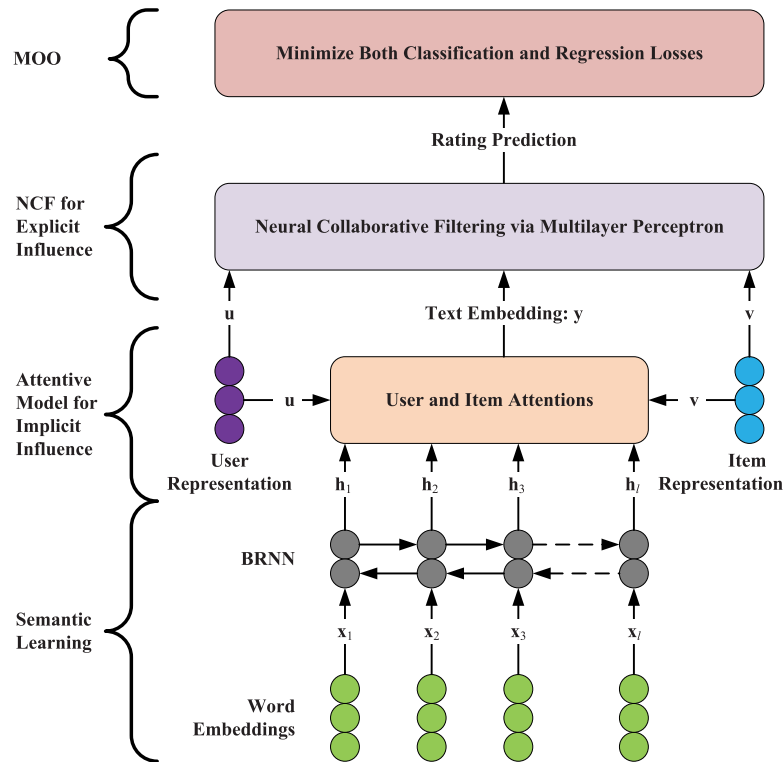 MOO
Minimize Both Classification and Regression Losses
Rating Prediction
NCF for
Explicit
Influence
Neural Collaborative Filtering via Multilayer Perceptron
u
Text Embedding: y
v
Attentive
Model for
Implicit
Influence
u
User and Item Attentions
v
User
Representation
Item
Representation
h₁
h₂
h₃
hₗ
BRNN
Semantic
Learning
x₁
x₂
x₃
xₗ
Word
Embeddings